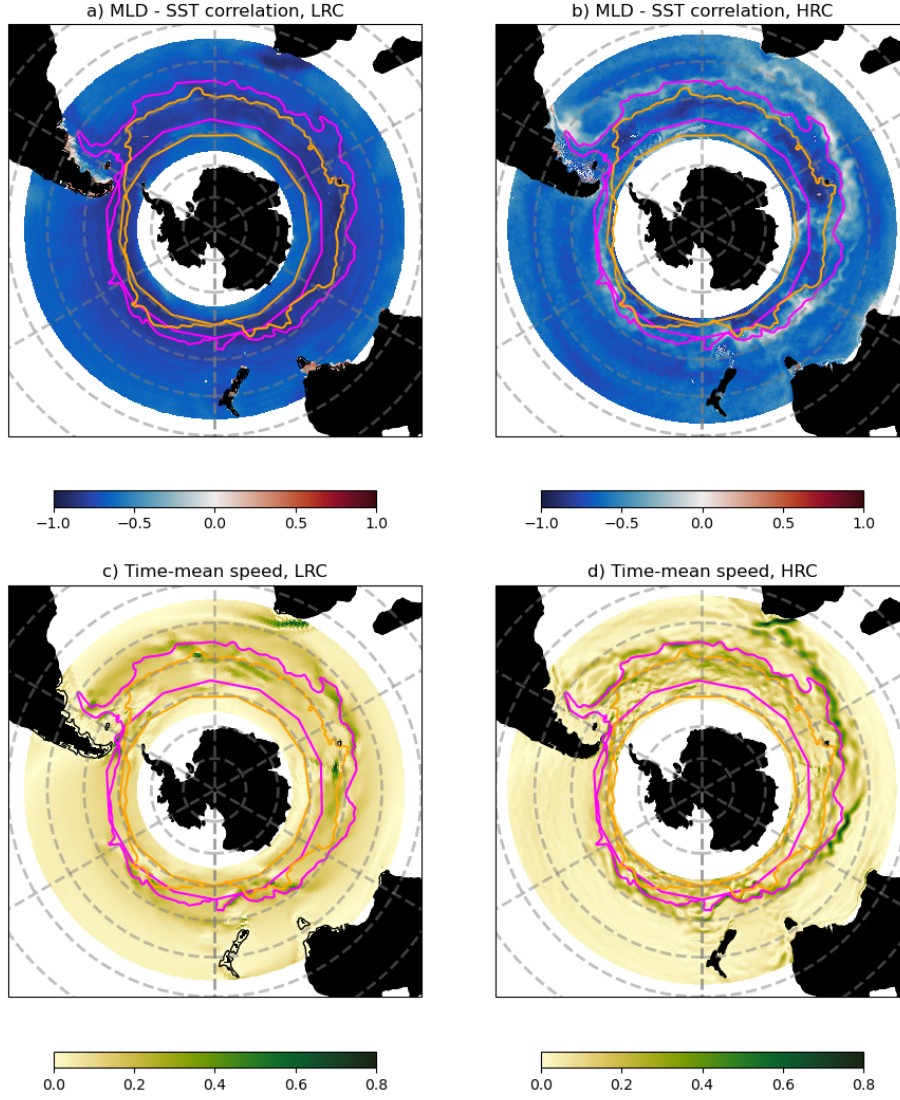 a) MLD - SST correlation, LRC
b) MLD - SST correlation, HRC
−1.0 −0.5 0.0 0.5 1.0
−1.0 −0.5 0.0 0.5 1.0
c) Time-mean speed, LRC
d) Time-mean speed, HRC
0.0 0.2 0.4 0.6 0.8
0.0 0.2 0.4 0.6 0.8